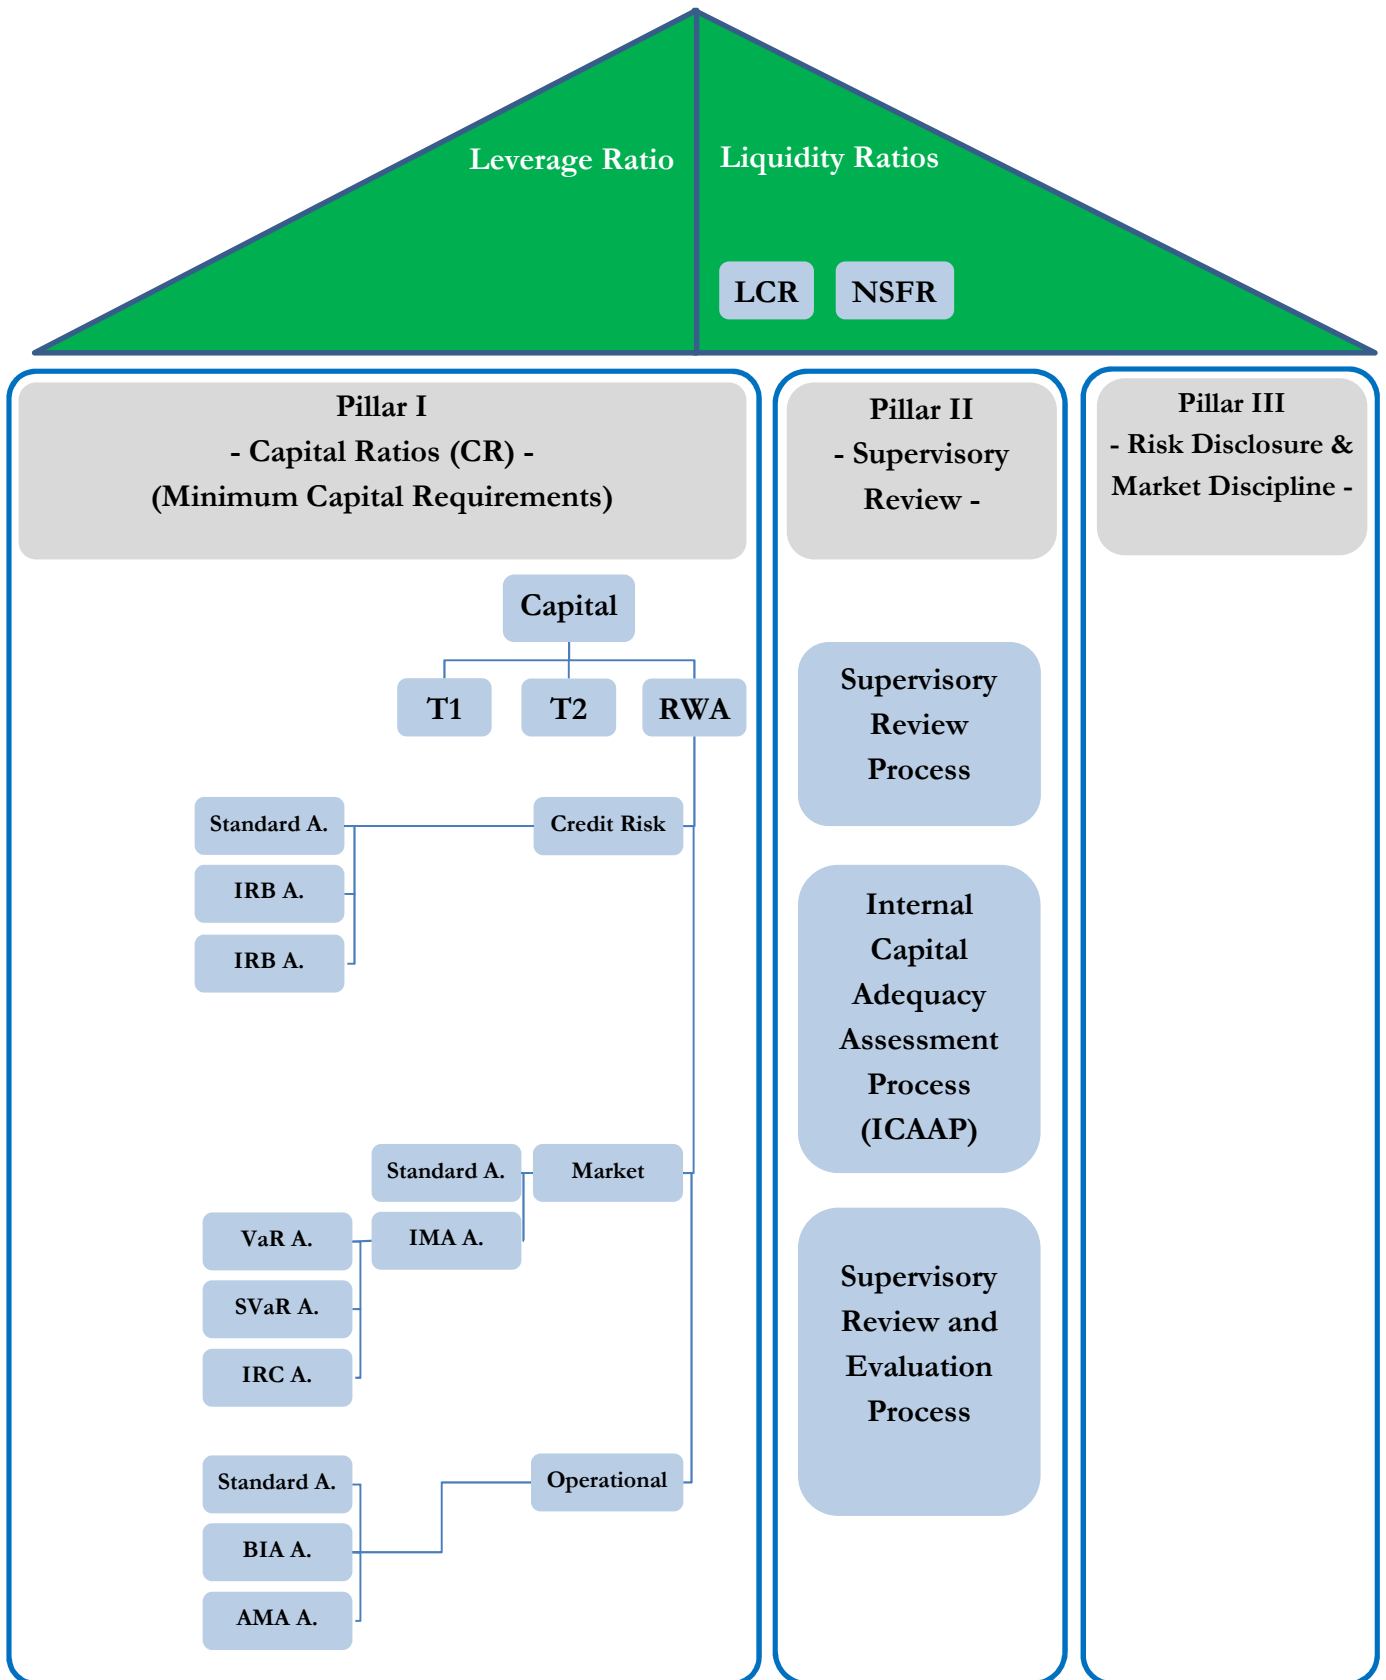 Leverage Ratio
Liquidity Ratios
LCR
NSFR
Pillar I
- Capital Ratios (CR) -
(Minimum Capital Requirements)
Capital
T1
T2
RWA
Standard A.
Credit Risk
IRB A.
IRB A.
Standard A.
Market
VaR A.
IMA A.
SVaR A.
IRC A.
Standard A.
Operational
BIA A.
AMA A.
Pillar II
- Supervisory
Review -
Supervisory
Review
Process
Internal
Capital
Adequacy
Assessment
Process
(ICAAP)
Supervisory
Review and
Evaluation
Process
Pillar III
- Risk Disclosure &
Market Discipline -